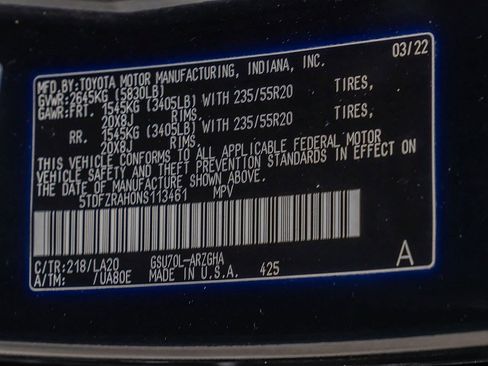 03/22
MFD.BY:TOYOTA MOTOR MANUFACTURING, INDIANA, INC.
GVWR:2645KG (5830LB)
GAWR:FRT. 1545KG (3405LB) WITH 235/55R20 TIRES,
20X8J RIMS.
RR. 1545KG (3405LB) WITH 235/55R20 TIRES,
20X8J RIMS.
THIS VEHICLE CONFORMS TO ALL APPLICABLE FEDERAL MOTOR
VEHICLE SAFETY AND THEFT PREVENTION STANDARDS IN EFFECT ON
THE DATE OF MANUFACTURE SHOWN ABOVE.
5TDFZRAH0NS113461 MPV
C/TR:218/LA20 GSU70L-ARZGHA
A/TM: /UA80E MADE IN U.S.A. 425
A